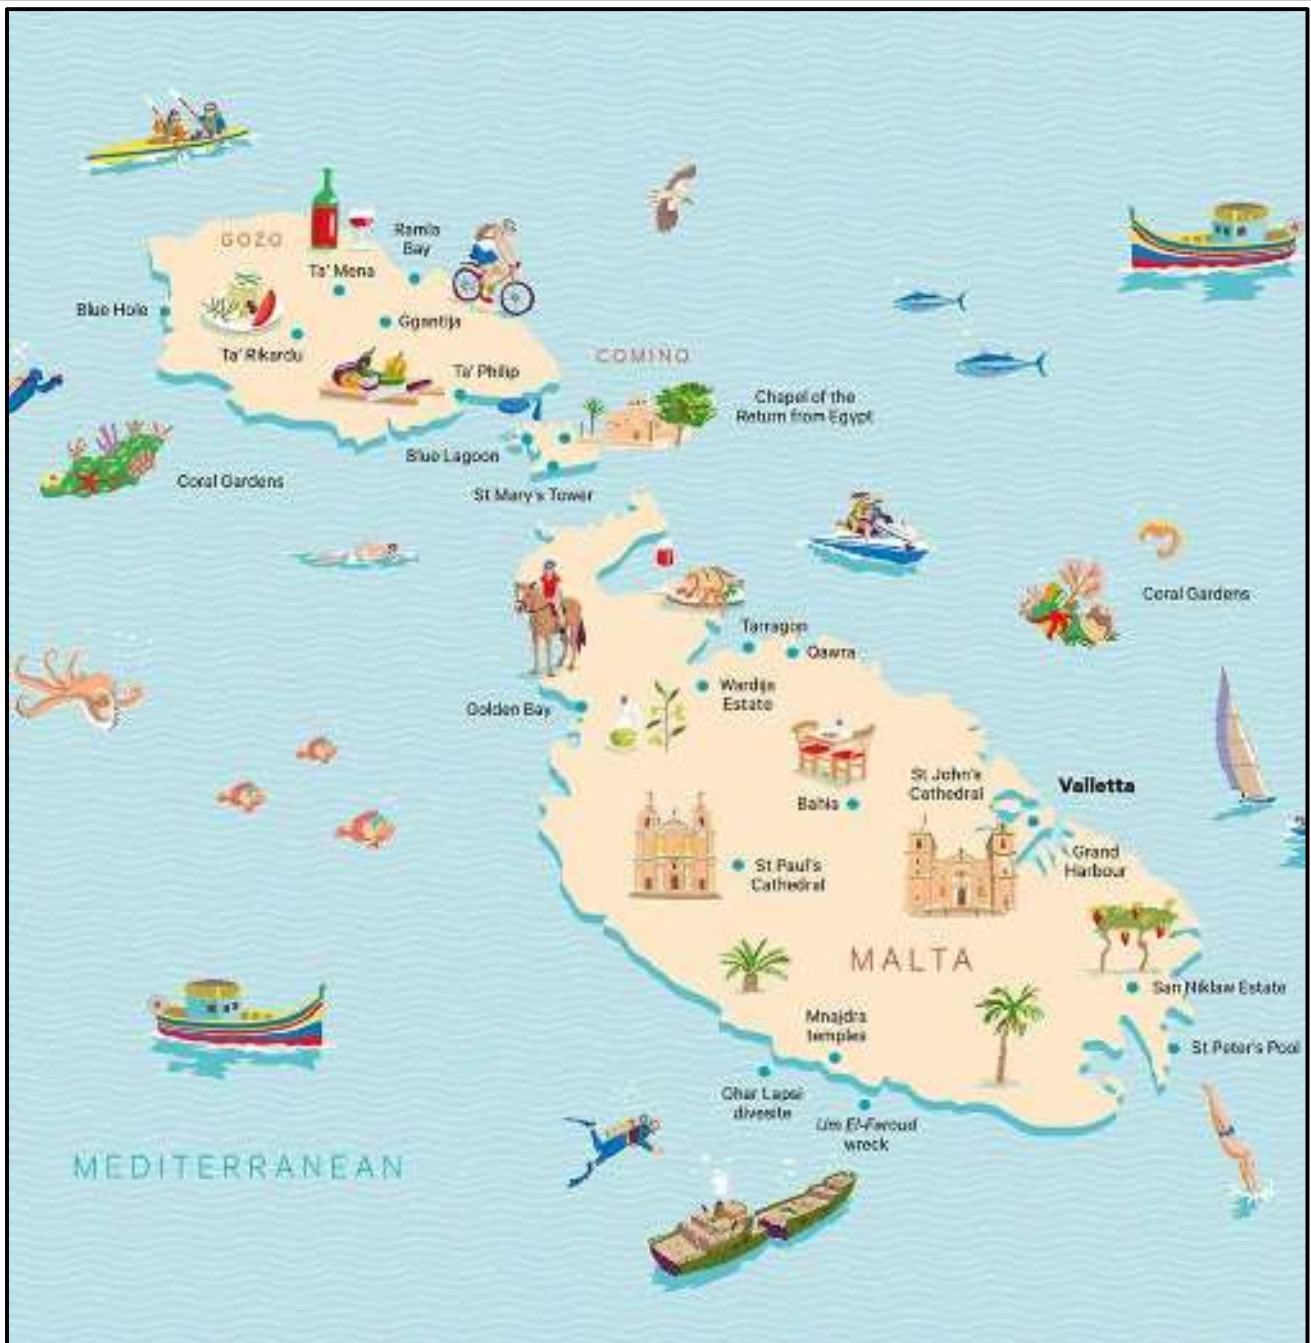 GOZO
Ramla
Bay
Ta' Mena
Blue Hole
Ggantija
Ta' Rikardu
COMINO
Ta' Philip
Chapel of the
Return from Egypt
Blue Lagoon
Coral Gardens
St Mary's Tower
Coral Gardens
Tarragon
Qawra
Wardija
Estate
Golden Bay
St John's
Cathedral
Valletta
Bahia
Grand
Harbour
St Paul's
Cathedral
MALTA
San Niklaw Estate
Mnajdra
temples
St Peter's Pool
Ghar Lapsi
divesite
Um El-Faroud
wreck
MEDITERRANEAN